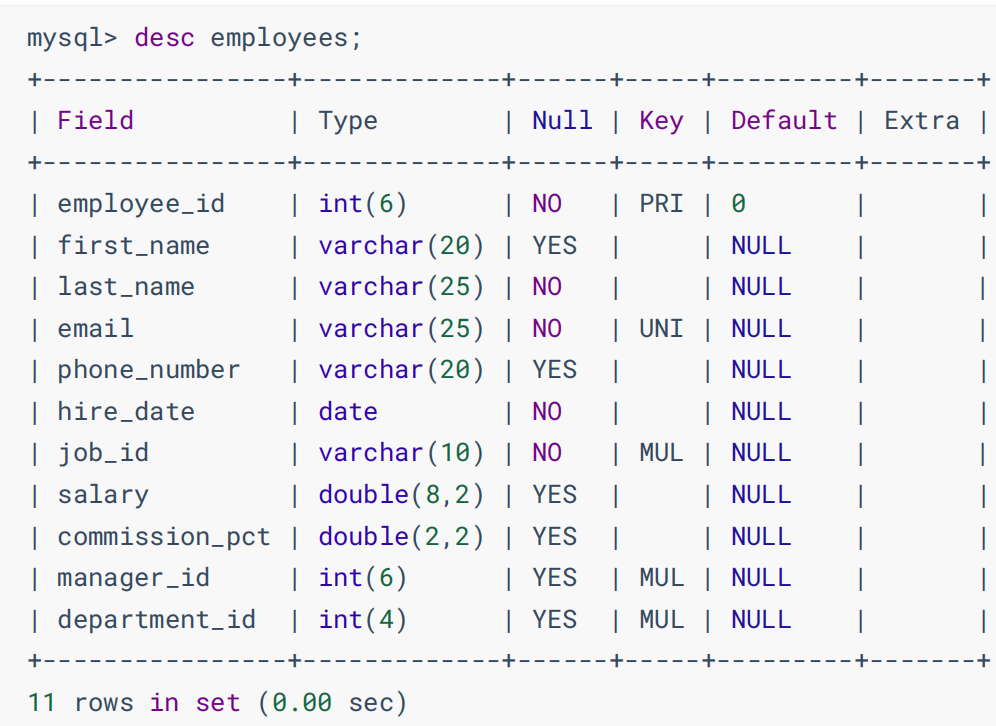 mysql> desc employees;
+----------------+-------------+------+-----+---------+-------+
| Field          | Type        | Null | Key | Default | Extra |
+----------------+-------------+------+-----+---------+-------+
| employee_id    | int(6)      | NO   | PRI | 0       |       |
| first_name     | varchar(20) | YES  |     | NULL    |       |
| last_name      | varchar(25) | NO   |     | NULL    |       |
| email          | varchar(25) | NO   | UNI | NULL    |       |
| phone_number   | varchar(20) | YES  |     | NULL    |       |
| hire_date      | date        | NO   |     | NULL    |       |
| job_id         | varchar(10) | NO   | MUL | NULL    |       |
| salary         | double(8,2) | YES  |     | NULL    |       |
| commission_pct | double(2,2) | YES  |     | NULL    |       |
| manager_id     | int(6)      | YES  | MUL | NULL    |       |
| department_id  | int(4)      | YES  | MUL | NULL    |       |
+----------------+-------------+------+-----+---------+-------+
11 rows in set (0.00 sec)